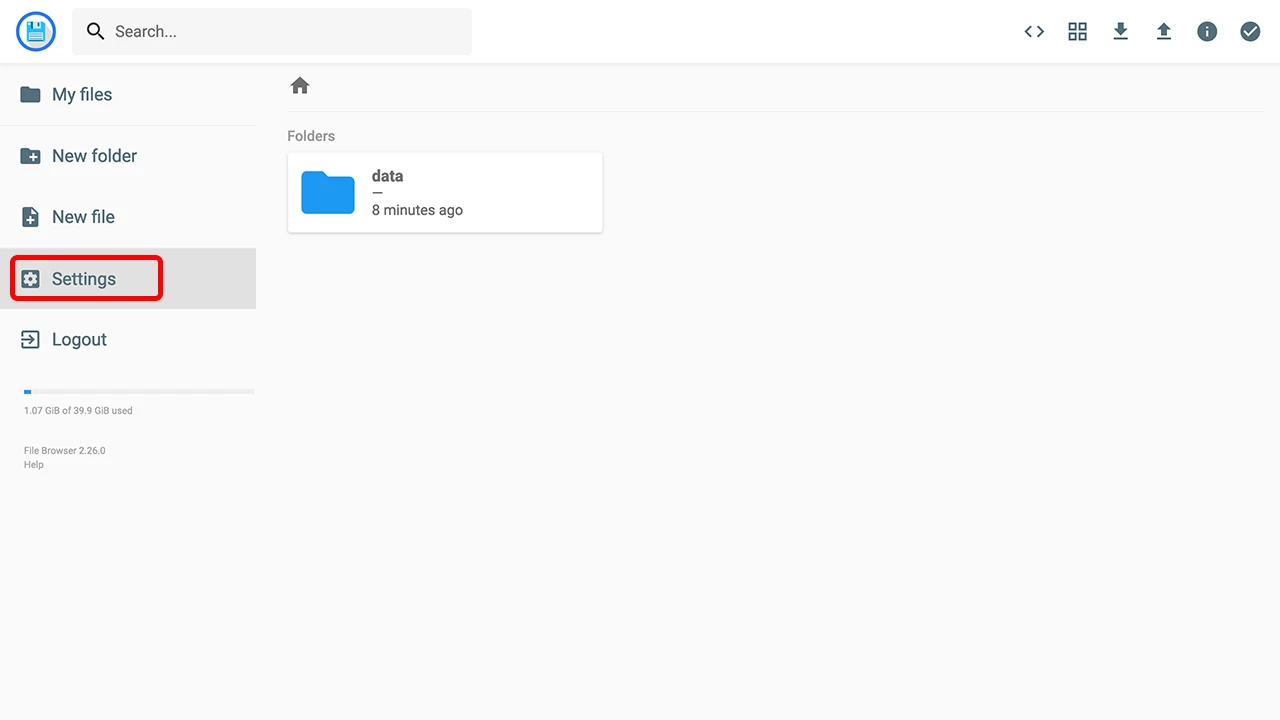 Search...
My files
New folder
New file
Settings
Logout
1.07 GiB of 39.9 GiB used
File Browser 2.26.0
Help
Folders
data
—
8 minutes ago